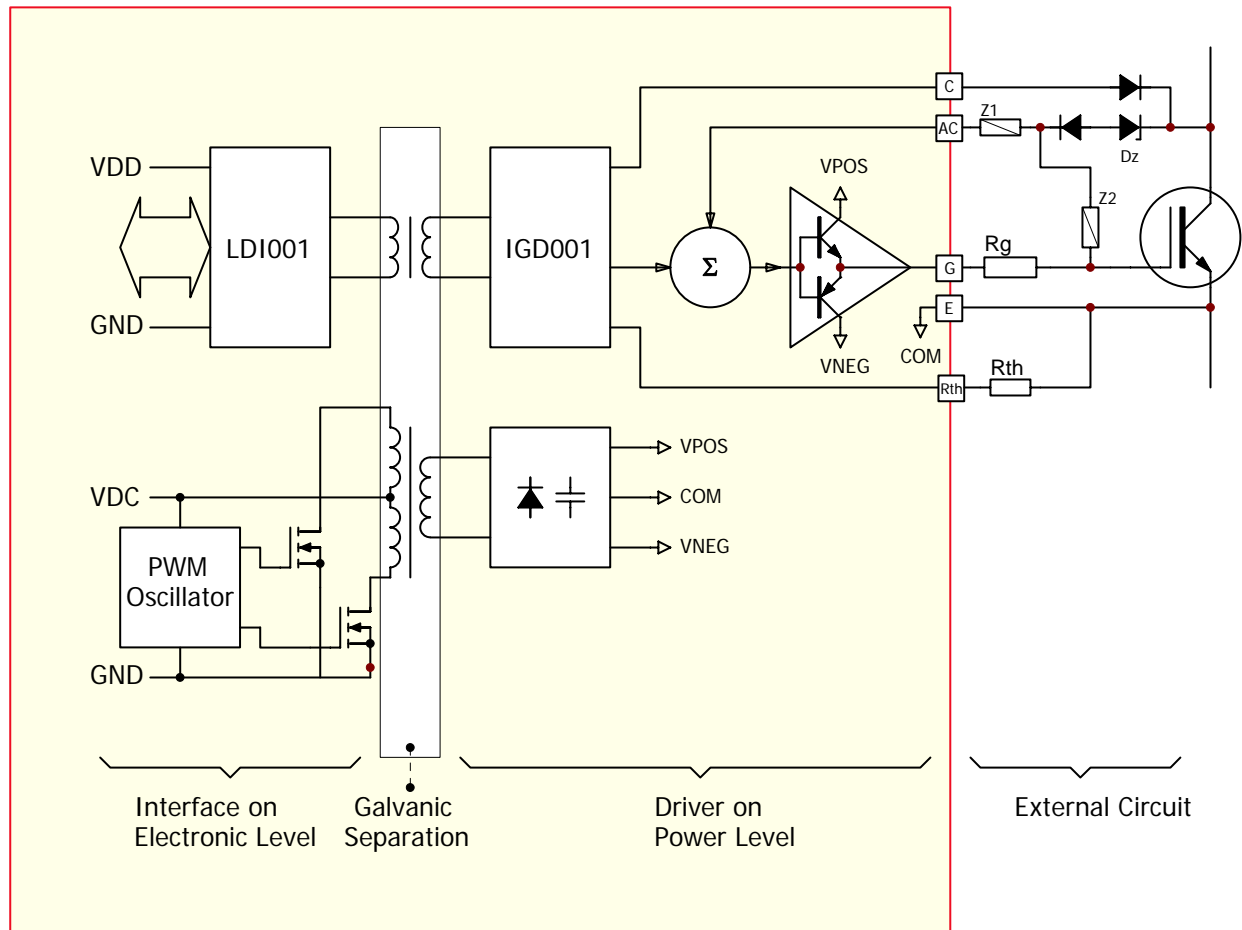 C
AC
Z1
Dz
VDD
LDI001
IGD001
VPOS
Σ
Z2
Rg
G
E
GND
VNEG
COM
Rth
Rth
VDC
PWM
Oscillator
GND
VPOS
COM
VNEG
Interface on
Electronic Level
Galvanic
Separation
Driver on
Power Level
External Circuit